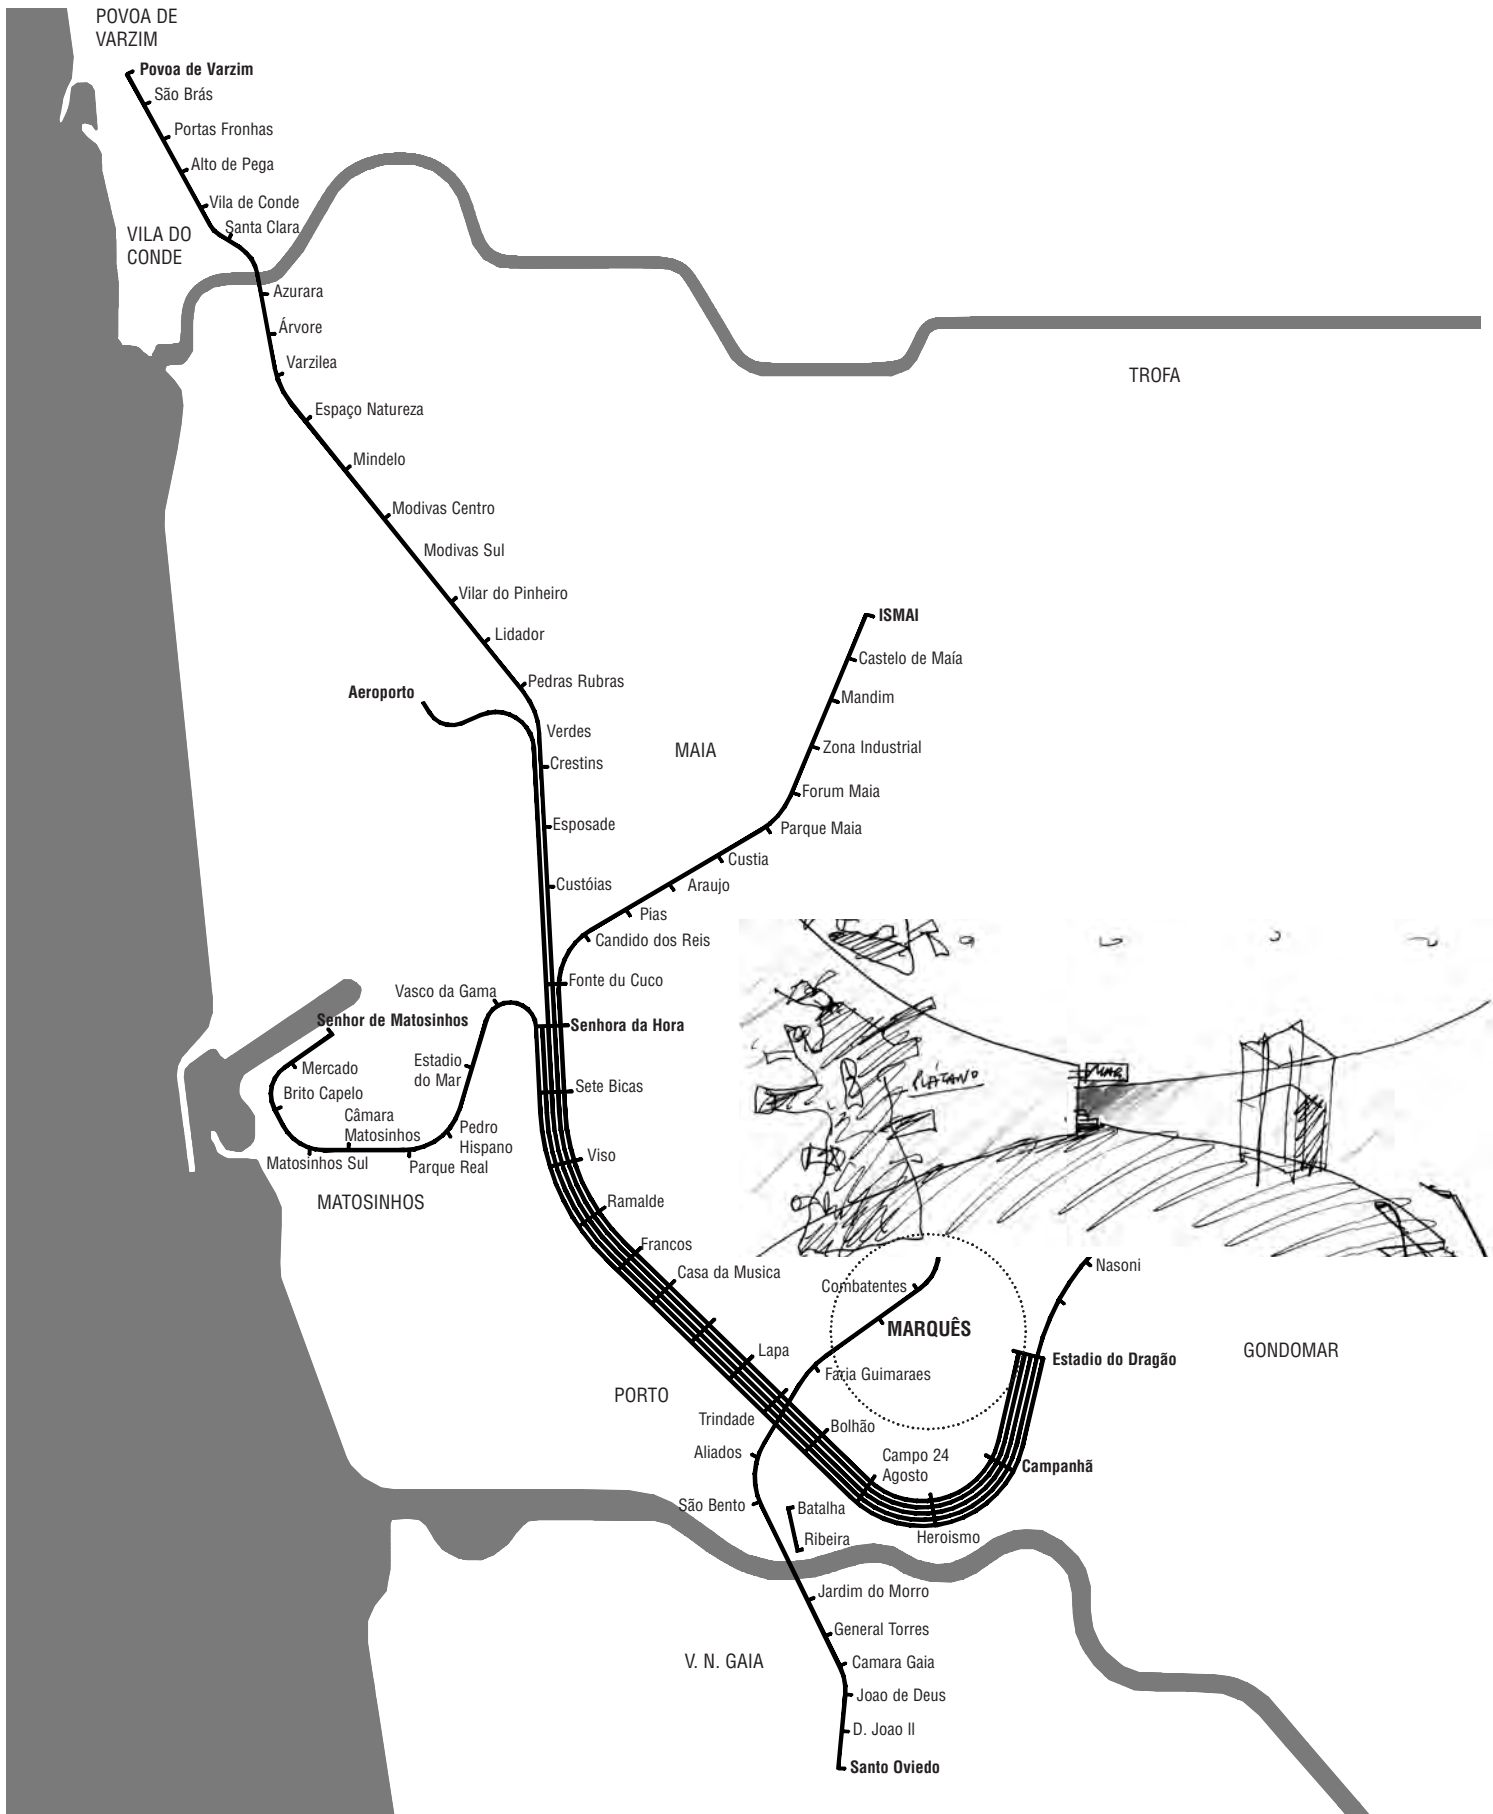 POVOA DE
VARZIM
Povoa de Varzim
São Brás
Portas Fronhas
Alto de Pega
Vila de Conde
Santa Clara
VILA DO
CONDE
Azurara
Árvore
Varzilea
TROFA
Espaço Natureza
Mindelo
Modivas Centro
Modivas Sul
Vilar do Pinheiro
Lidador
Pedras Rubras
Aeroporto
Verdes
Crestins
Esposade
Custóias
MAIA
ISMAI
Castelo de Maía
Mandim
Zona Industrial
Forum Maia
Parque Maia
Custia
Araujo
Pias
Candido dos Reis
Fonte du Cuco
Senhora da Hora
Vasco da Gama
Senhor de Matosinhos
Mercado
Brito Capelo
Estadio
do Mar
Câmara
Matosinhos
Pedro
Hispano
Matosinhos Sul
Parque Real
MATOSINHOS
Sete Bicas
PLÁTANO
Viso
Ramalde
Francos
Casa da Musica
Combatentes
Nasoni
MARQUÊS
Lapa
Faria Guimaraes
Estadio do Dragão
GONDOMAR
PORTO
Trindade
Bolhão
Aliados
Campo 24
Agosto
Campanhã
São Bento
Batalha
Ribeira
Heroismo
Jardim do Morro
General Torres
V. N. GAIA
Camara Gaia
Joao de Deus
D. Joao II
Santo Oviedo